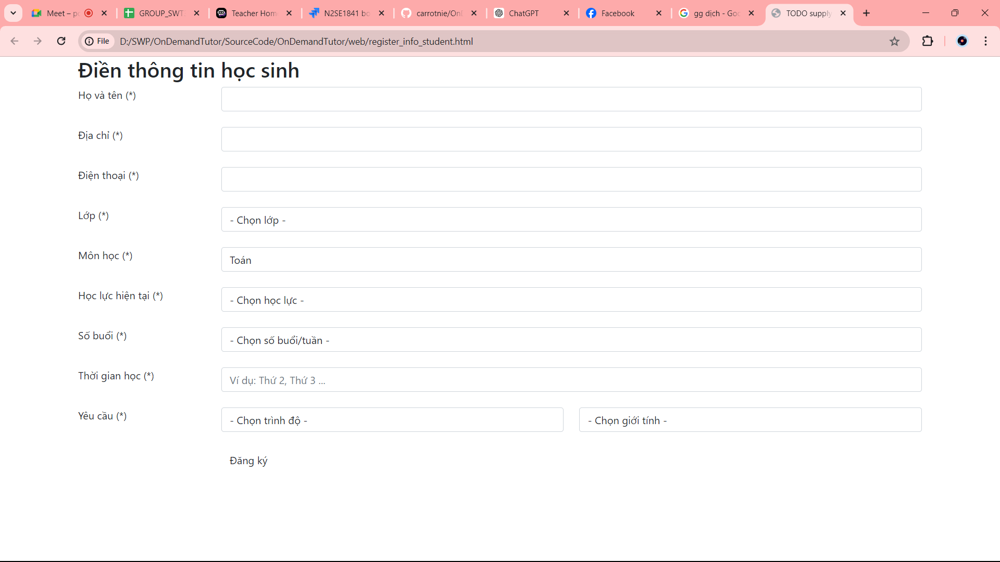 Meet – p
GROUP_SWT
Teacher Hom
N2SE1841 bo
carrotnie/On
ChatGPT
Facebook
gg dịch - Goo
TODO supply
File
D:/SWP/OnDemandTutor/SourceCode/OnDemandTutor/web/register_info_student.html
Điền thông tin học sinh
Họ và tên (*)
Địa chỉ (*)
Điện thoại (*)
Lớp (*)
- Chọn lớp -
Môn học (*)
Toán
Học lực hiện tại (*)
- Chọn học lực -
Số buổi (*)
- Chọn số buổi/tuần -
Thời gian học (*)
Ví dụ: Thứ 2, Thứ 3 ...
Yêu cầu (*)
- Chọn trình độ -
- Chọn giới tính -
Đăng ký